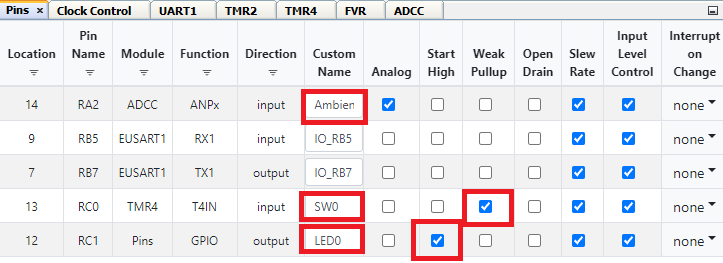 Pins × Clock Control UART1 TMR2 TMR4 FVR ADCC
Location Pin Name Module Function Direction Custom Name Analog Start High Weak Pullup Open Drain Slew Rate Input Level Control Interrupt on Change
14 RA2 ADCC ANPx input Ambien none
9 RB5 EUSART1 RX1 input IO_RB5 none
7 RB7 EUSART1 TX1 output IO_RB7 none
13 RC0 TMR4 T4IN input SW0 none
12 RC1 Pins GPIO output LED0 none